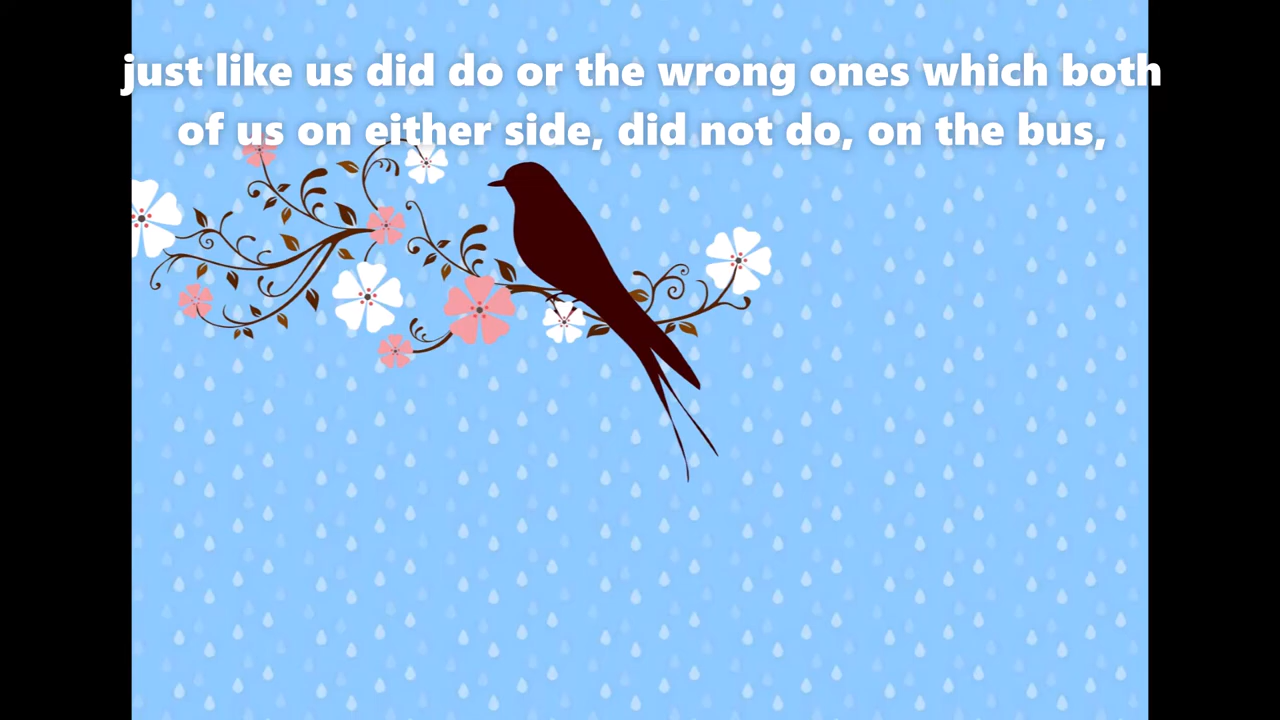 just like us did do or the wrong ones which both
of us on either side, did not do, on the bus,